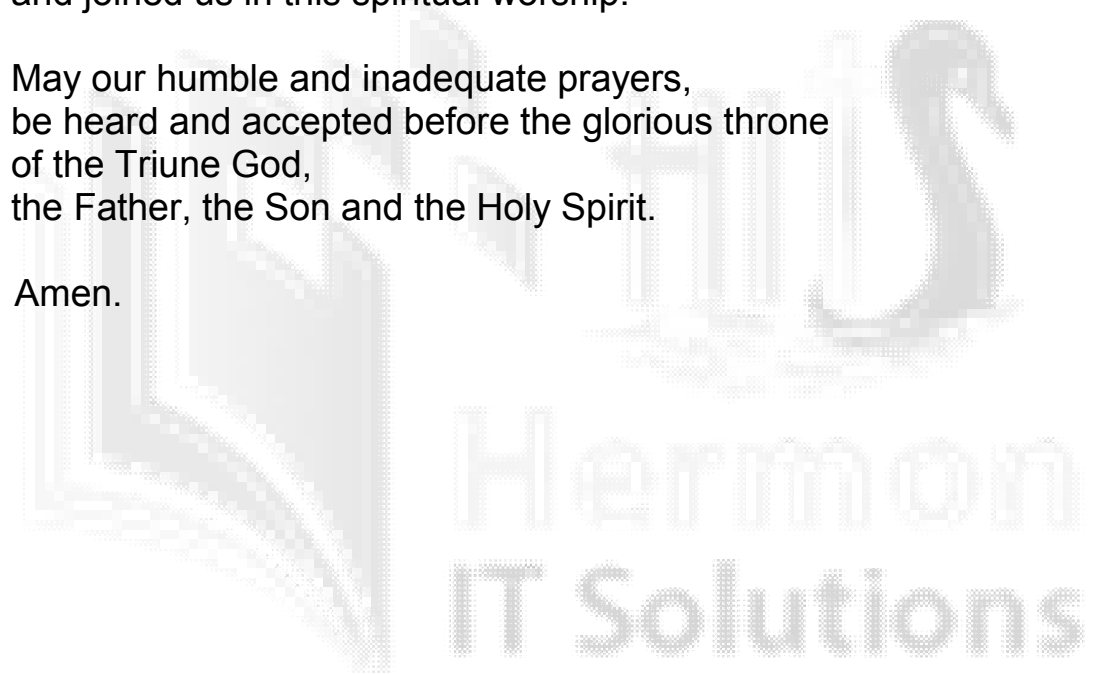 and joined us in this spiritual worship.
May our humble and inadequate prayers,
be heard and accepted before the glorious throne
of the Triune God,
the Father, the Son and the Holy Spirit.
Amen.
HITS
Hermon
IT Solutions